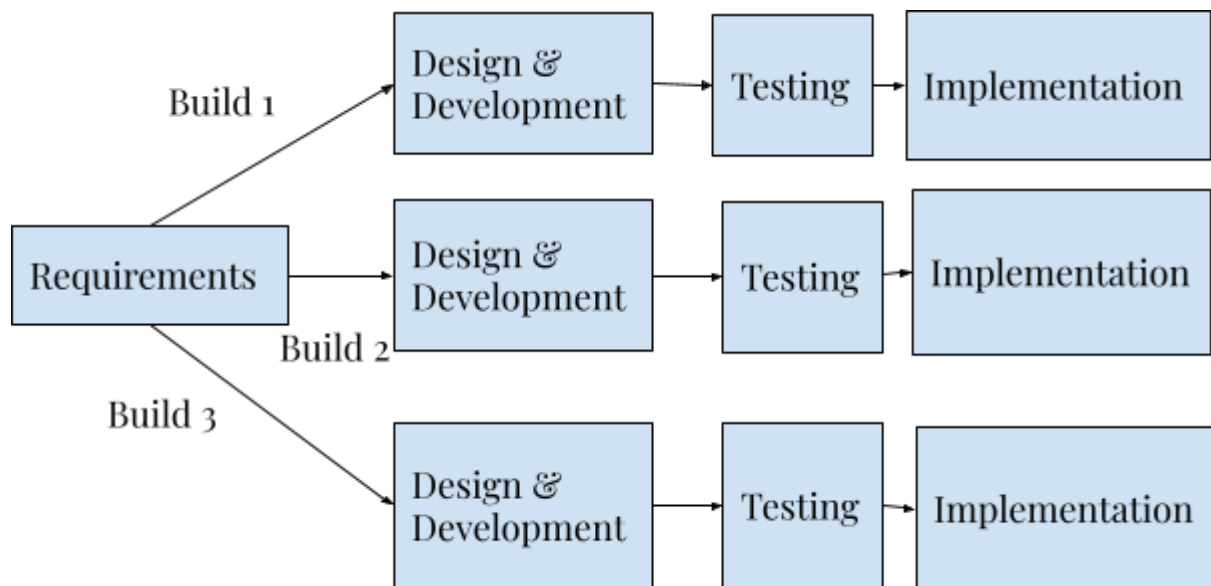 Build 1
Design &
Development
Testing
Implementation
Requirements
Build 2
Design &
Development
Testing
Implementation
Build 3
Design &
Development
Testing
Implementation